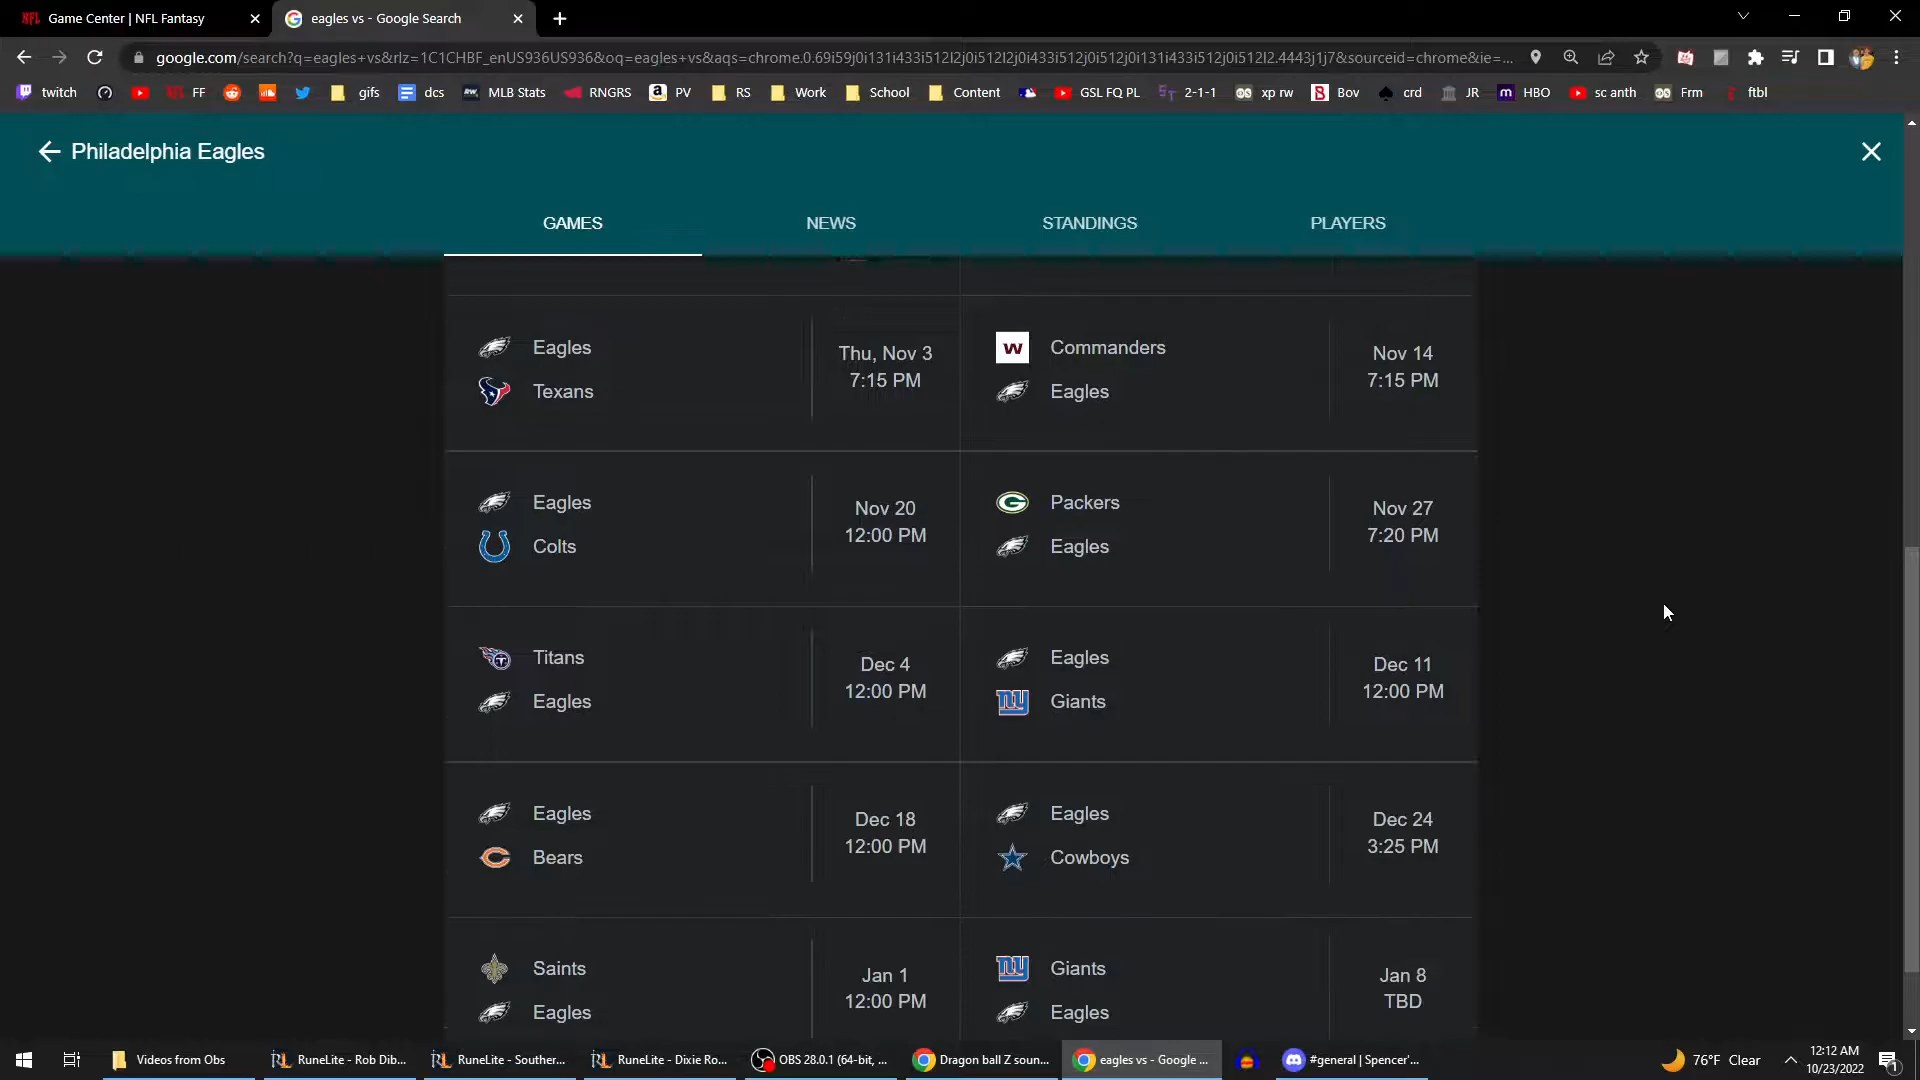 Game Center | NFL Fantasy
eagles vs - Google Search
google.com/search?q=eagles+vs&rlz=1C1CHBF_enUS936US936&oq=eagles+vs&aqs=chrome.0.69i59j0i131i433i512l2j0i512l2j0i433i512j0i512j0i131i433i512j0i512l2.4443j1j7&sourceid=chrome&ie=...
twitch FF gifs dcs MLB Stats RNGRS PV RS Work School Content GSL FQ PL 2-1-1 xp rw Bov crd JR HBO sc anth Frm ftbl
Philadelphia Eagles
GAMES NEWS STANDINGS PLAYERS
Eagles
Texans
Thu, Nov 3
7:15 PM
Commanders
Eagles
Nov 14
7:15 PM
Eagles
Colts
Nov 20
12:00 PM
Packers
Eagles
Nov 27
7:20 PM
Titans
Eagles
Dec 4
12:00 PM
Eagles
Giants
Dec 11
12:00 PM
Eagles
Bears
Dec 18
12:00 PM
Eagles
Cowboys
Dec 24
3:25 PM
Saints
Eagles
Jan 1
12:00 PM
Giants
Eagles
Jan 8
TBD
Videos from Obs
RuneLite - Rob Dib...
RuneLite - Souther...
RuneLite - Dixie Ro...
OBS 28.0.1 (64-bit, ...
Dragon ball Z soun...
eagles vs - Google ...
#general | Spencer'...
76°F Clear
12:12 AM
10/23/2022